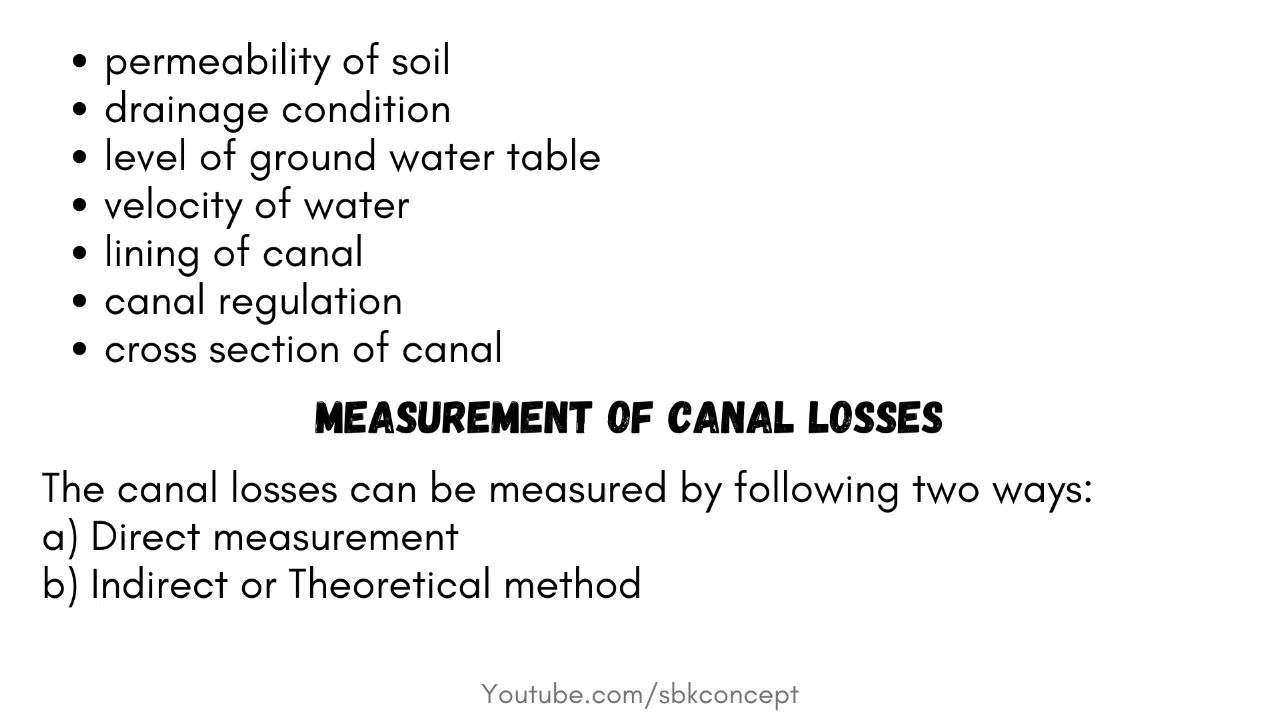 • permeability of soil
• drainage condition
• level of ground water table
• velocity of water
• lining of canal
• canal regulation
• cross section of canal
MEASUREMENT OF CANAL LOSSES
The canal losses can be measured by following two ways:
a) Direct measurement
b) Indirect or Theoretical method
Youtube.com/sbkconcept